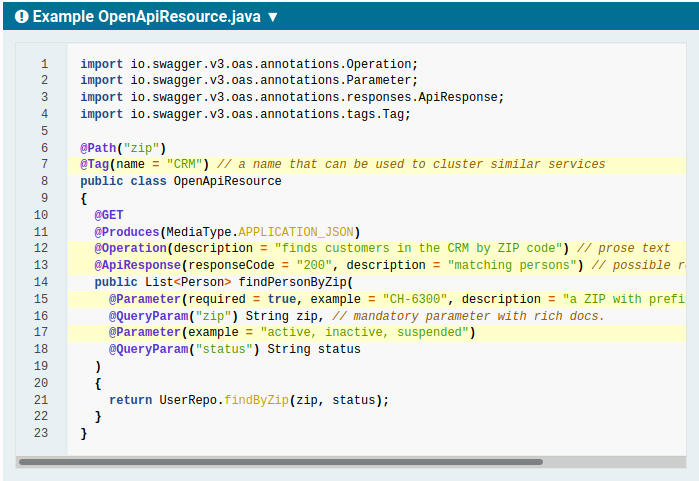 Example OpenApiResource.java ▼
1 import io.swagger.v3.oas.annotations.Operation;
2 import io.swagger.v3.oas.annotations.Parameter;
3 import io.swagger.v3.oas.annotations.responses.ApiResponse;
4 import io.swagger.v3.oas.annotations.tags.Tag;
5
6 @Path("zip")
7 @Tag(name = "CRM") // a name that can be used to cluster similar services
8 public class OpenApiResource
9 {
10   @GET
11   @Produces(MediaType.APPLICATION_JSON)
12   @Operation(description = "finds customers in the CRM by ZIP code") // prose text
13   @ApiResponse(responseCode = "200", description = "matching persons") // possible
14   public List<Person> findPersonByZip(
15     @Parameter(required = true, example = "CH-6300", description = "a ZIP with
16     @QueryParam("zip") String zip, // mandatory parameter with rich docs.
17     @Parameter(example = "active, inactive, suspended")
18     @QueryParam("status") String status
19   )
20   {
21     return UserRepo.findByZip(zip, status);
22   }
23 }